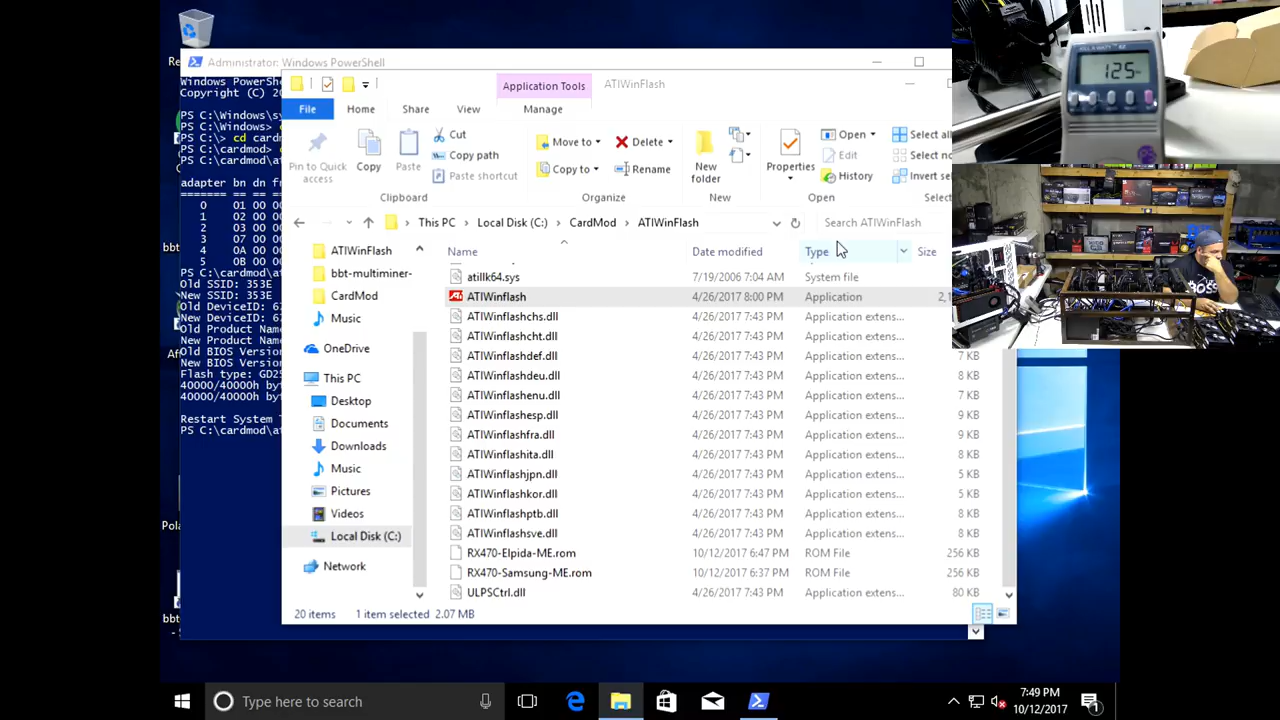 Administrator: Windows PowerShell
Windows PowerShell
Copyright (C) 20
PS C:\Windows\sy
PS C:\Windows>
PS C:\> cd card
PS C:\cardmod>
PS C:\cardmod\a
adapter bn dn f
======= == ==
0 01 00
1 02 00
2 03 00
3 07 00
4 0A 00
5 0B 00
PS C:\cardmod\a
Old SSID: 353E
New SSID: 353E
Old DeviceID: 6
New DeviceID: 6
Old Product Nam
New Product Nam
Old BIOS Versio
New BIOS Versio
Flash type: GD25
40000/40000h by
40000/40000h by
Restart System
PS C:\cardmod\a
Application Tools
ATIWinFlash
File
Home
Share
View
Manage
Pin to Quick access
Copy
Paste
Cut
Copy path
Paste shortcut
Clipboard
Move to
Copy to
Delete
Rename
Organize
New folder
New
Properties
Open
Edit
History
Open
Select all
Select no
Invert sel
This PC
Local Disk (C:)
CardMod
ATIWinFlash
Search ATIWinFlash
ATIWinFlash
bbt-multiminer-
CardMod
Music
OneDrive
This PC
Desktop
Documents
Downloads
Music
Pictures
Videos
Local Disk (C:)
Network
Name Date modified Type Size
atillk64.sys 7/19/2006 7:04 AM System file
ATIWinflash 4/26/2017 8:00 PM Application 2,1
ATIWinflashchs.dll 4/26/2017 7:43 PM Application extens...
ATIWinflashcht.dll 4/26/2017 7:43 PM Application extens...
ATIWinflashdef.dll 4/26/2017 7:43 PM Application extens... 7 KB
ATIWinflashdeu.dll 4/26/2017 7:43 PM Application extens... 8 KB
ATIWinflashenu.dll 4/26/2017 7:43 PM Application extens... 7 KB
ATIWinflashesp.dll 4/26/2017 7:43 PM Application extens... 9 KB
ATIWinflashfra.dll 4/26/2017 7:43 PM Application extens... 9 KB
ATIWinflashita.dll 4/26/2017 7:43 PM Application extens... 8 KB
ATIWinflashjpn.dll 4/26/2017 7:43 PM Application extens... 5 KB
ATIWinflashkor.dll 4/26/2017 7:43 PM Application extens... 5 KB
ATIWinflashptb.dll 4/26/2017 7:43 PM Application extens... 8 KB
ATIWinflashsve.dll 4/26/2017 7:43 PM Application extens... 8 KB
RX470-Elpida-ME.rom 10/12/2017 6:47 PM ROM File 256 KB
RX470-Samsung-ME.rom 10/12/2017 6:37 PM ROM File 256 KB
ULPSCtrl.dll 4/26/2017 7:43 PM Application extens... 80 KB
20 items 1 item selected 2.07 MB
Re
bbt
Af
Pola
bbt
- S
125
Type here to search
7:49 PM
10/12/2017
1